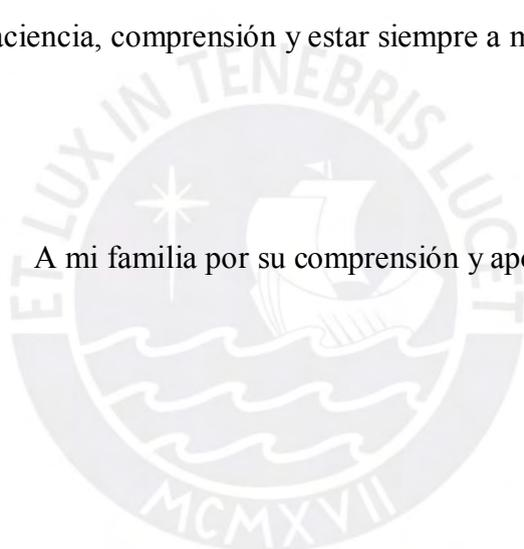 comprensión y estar siempre a
A mi familia por su comprensión y
ET LUX IN TENEBRIS LUCET
MCMXVII